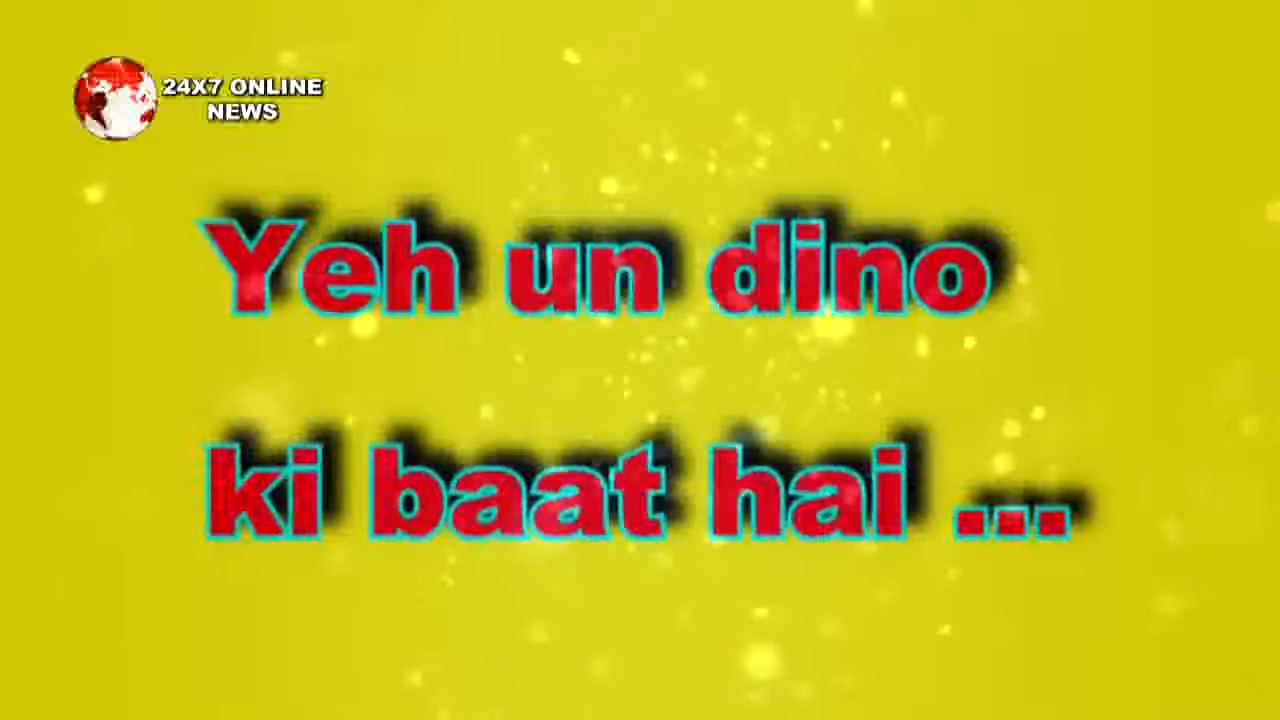 24X7 ONLINE
NEWS
Yeh un dino
ki baat hai ...